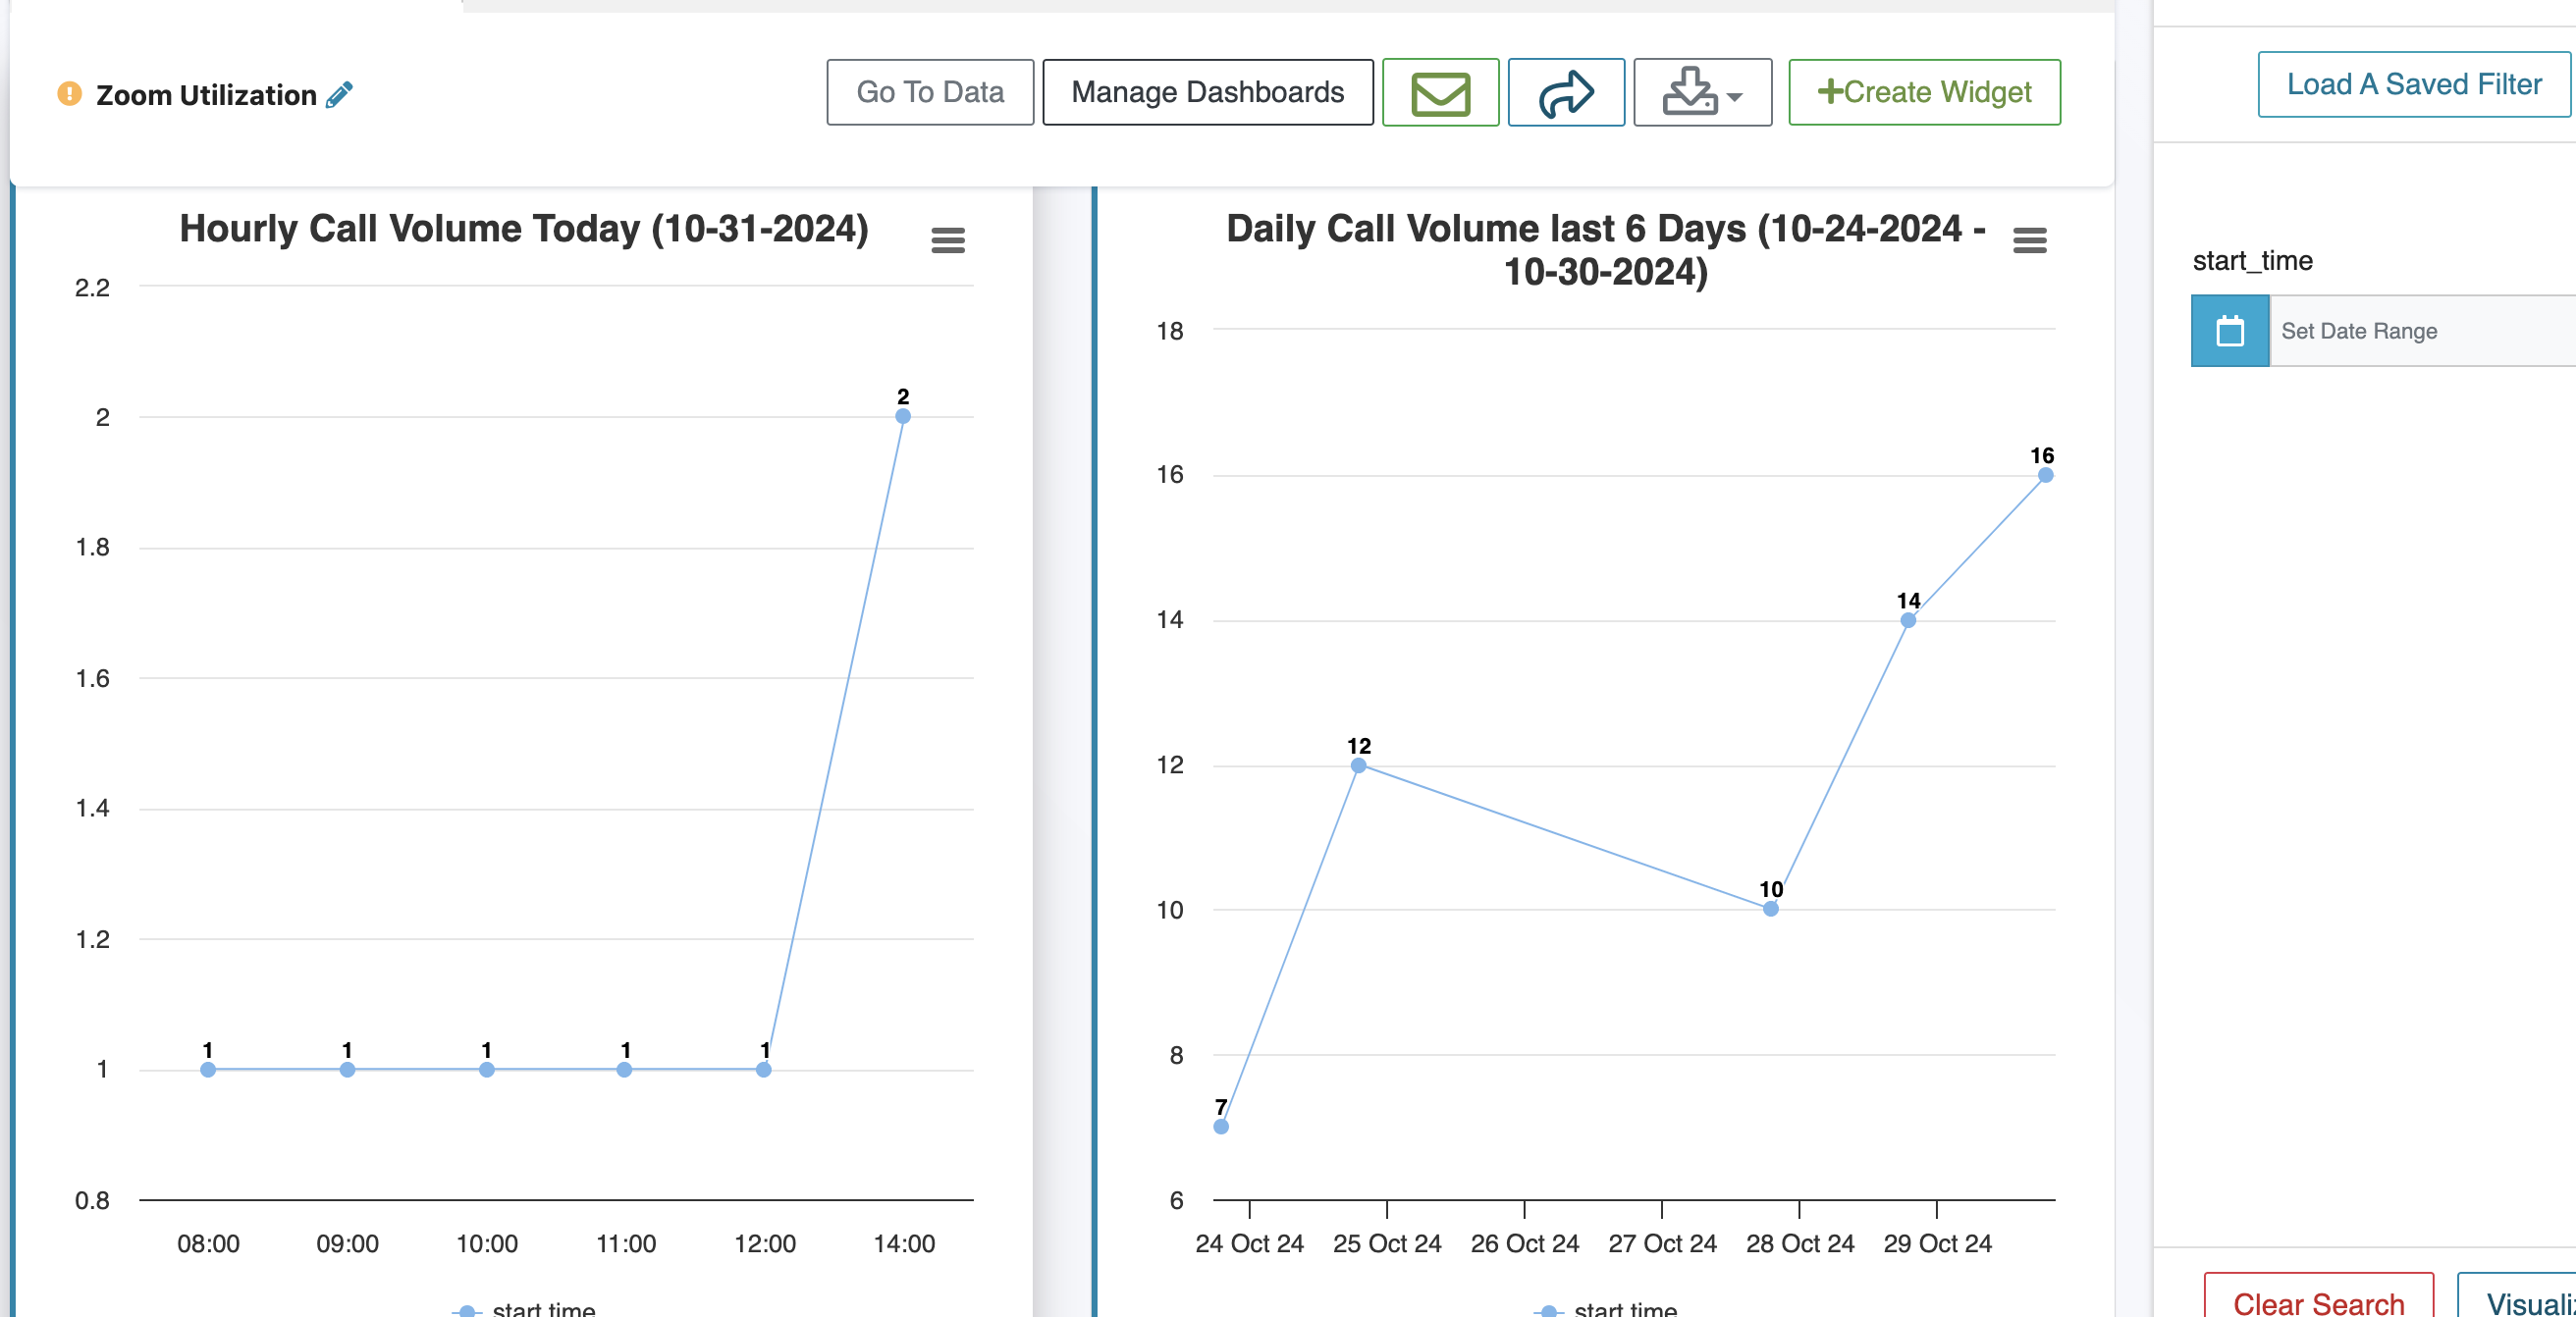 Zoom Utilization
Go To Data
Manage Dashboards
+Create Widget
Load A Saved Filter
Hourly Call Volume Today (10-31-2024)
2.2
2
1.8
1.6
1.4
1.2
1
0.8
1
1
1
1
1
2
08:00
09:00
10:00
11:00
12:00
14:00
start time
Daily Call Volume last 6 Days (10-24-2024 -
10-30-2024)
18
16
14
12
10
8
6
7
12
10
14
16
24 Oct 24
25 Oct 24
26 Oct 24
27 Oct 24
28 Oct 24
29 Oct 24
start time
start_time
Set Date Range
Clear Search